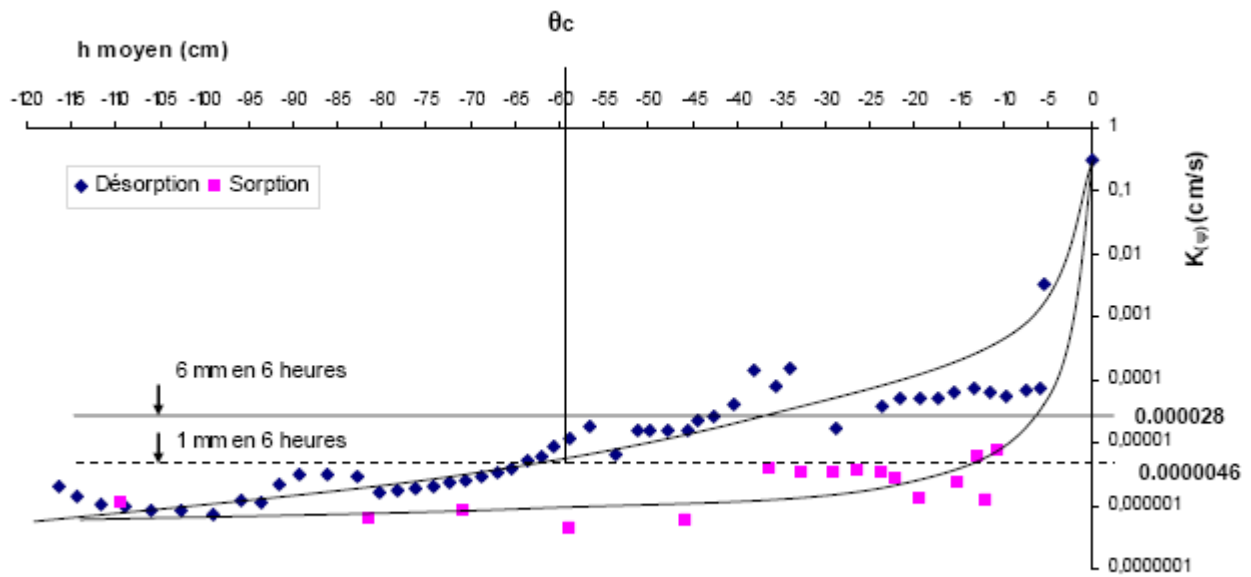 θc
h moyen (cm)
-120 -115 -110 -105 -100 -95 -90 -85 -80 -75 -70 -65 -60 -55 -50 -45 -40 -35 -30 -25 -20 -15 -10 -5 0
1
Désorption Sorption
0,1
K(ψ)(cm/s)
0,01
0,001
6 mm en 6 heures
0,0001
0.000028
1 mm en 6 heures
0,00001
0.0000046
0,000001
0,0000001